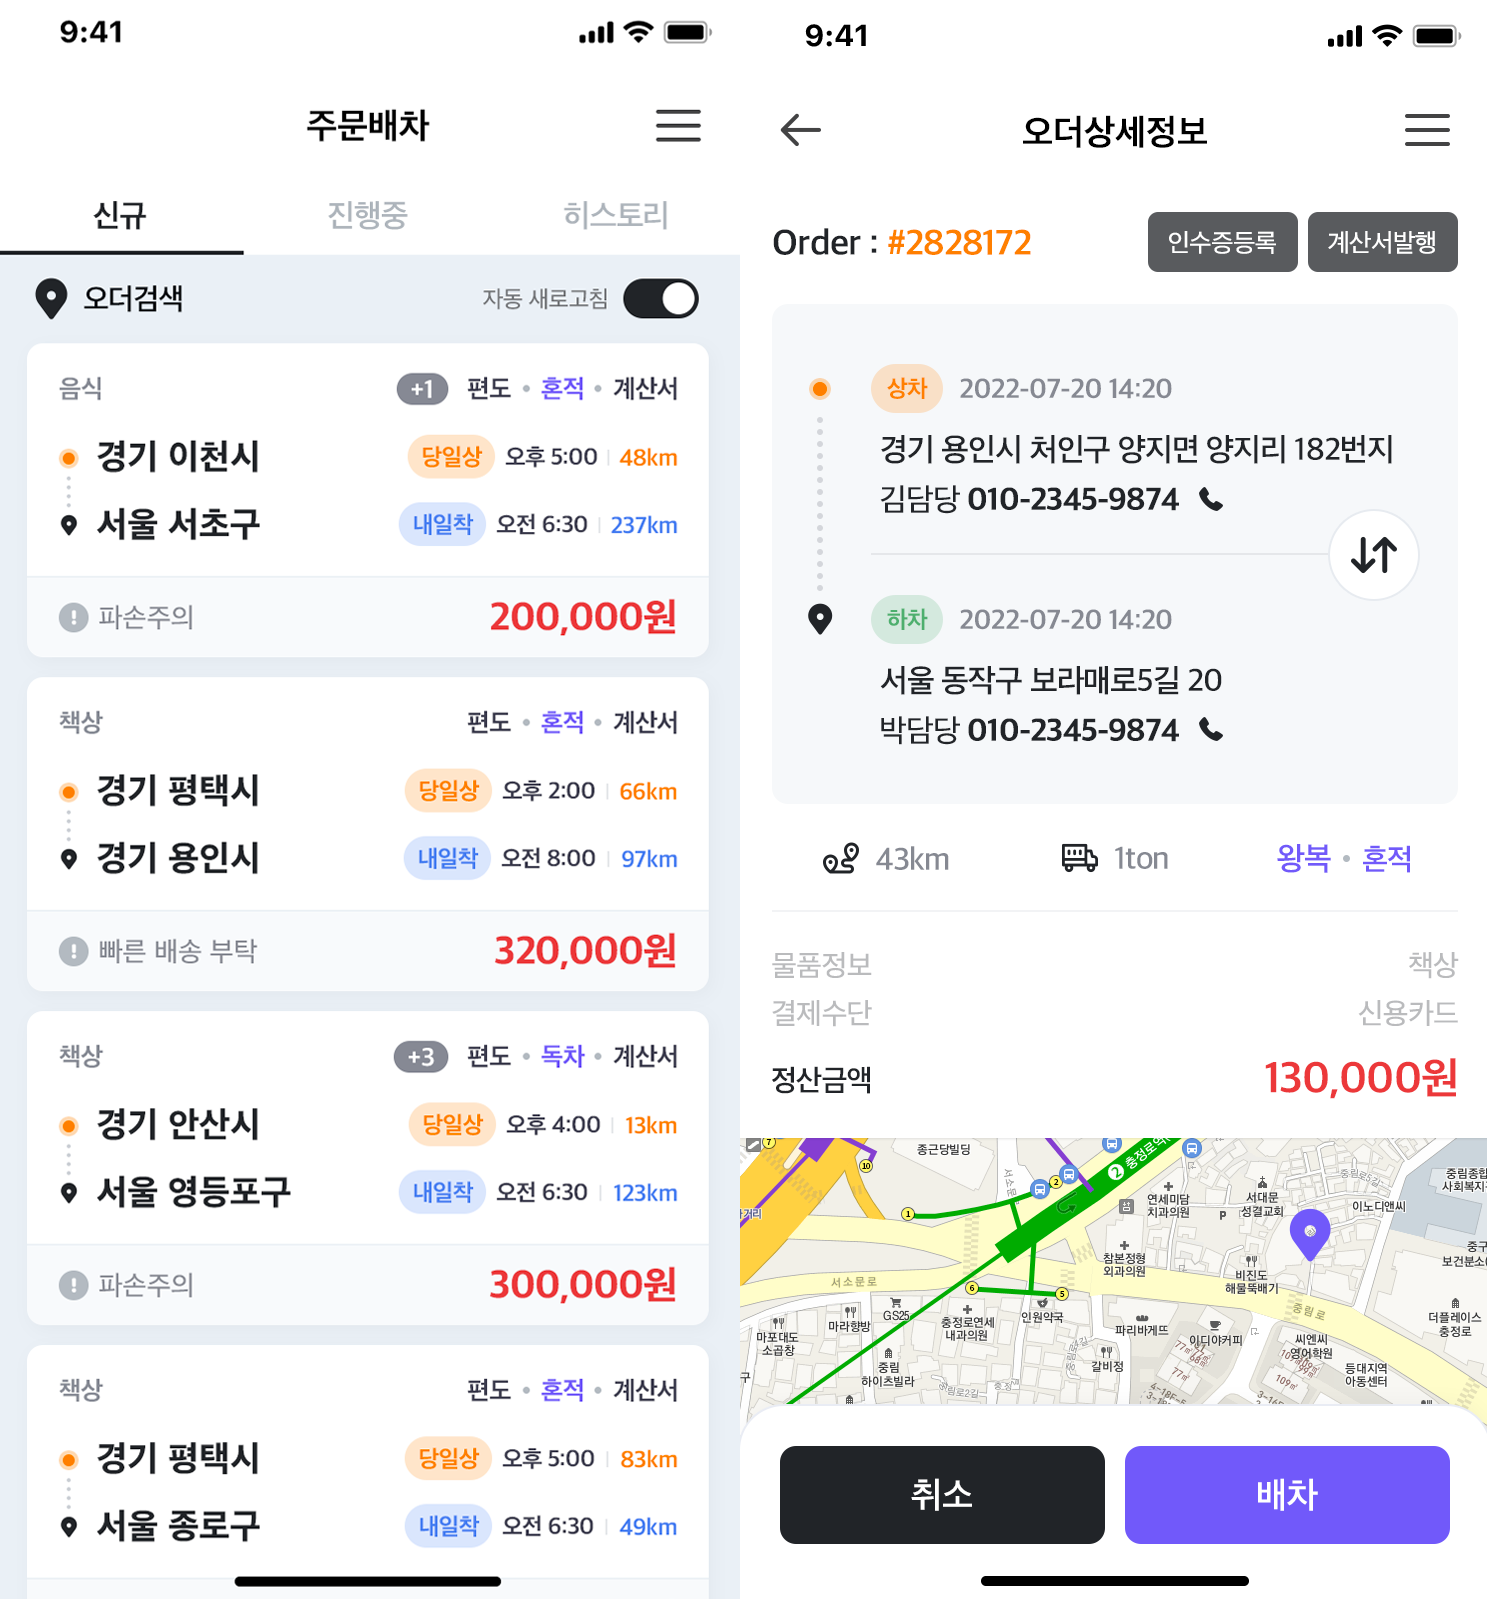 9:41
주문배차
신규 진행중 히스토리
오더검색 자동 새로고침
음식 +1 편도 • 혼적 • 계산서
경기 이천시 당일상 오후 5:00 48km
서울 서초구 내일착 오전 6:30 237km
파손주의 200,000원
책상 편도 • 혼적 • 계산서
경기 평택시 당일상 오후 2:00 66km
경기 용인시 내일착 오전 8:00 97km
빠른 배송 부탁 320,000원
책상 +3 편도 • 독차 • 계산서
경기 안산시 당일상 오후 4:00 13km
서울 영등포구 내일착 오전 6:30 123km
파손주의 300,000원
책상 편도 • 혼적 • 계산서
경기 평택시 당일상 오후 5:00 83km
서울 종로구 내일착 오전 6:30 49km
9:41
오더상세정보
Order : #2828172 인수증등록 계산서발행
상차 2022-07-20 14:20
경기 용인시 처인구 양지면 양지리 182번지
김담당 010-2345-9874
하차 2022-07-20 14:20
서울 동작구 보라매로5길 20
박담당 010-2345-9874
43km 1ton 왕복 • 혼적
물품정보 책상
결제수단 신용카드
정산금액 130,000원
7
10
종근당빌딩
2
2 충정로역
1
연세미담
치과의원
P
서대문
성결교회
중림로5길
이노디앤씨
중림종합
사회복지
거리
참본정형
외과의원
비진도
해물뚝배기
중구
보건분소
서소문로
6
5
중림로
마포대도
소곱창
마라향방
GS25
충정로연세
내과의원
인원약국
파리바게뜨
이디야커피
씨엔씨
영어학원
더플레이스
충정로
중림
하이츠빌라
갈비정
등대지역
아동센터
중림로2길
구
77㎡
109㎡
취소 배차